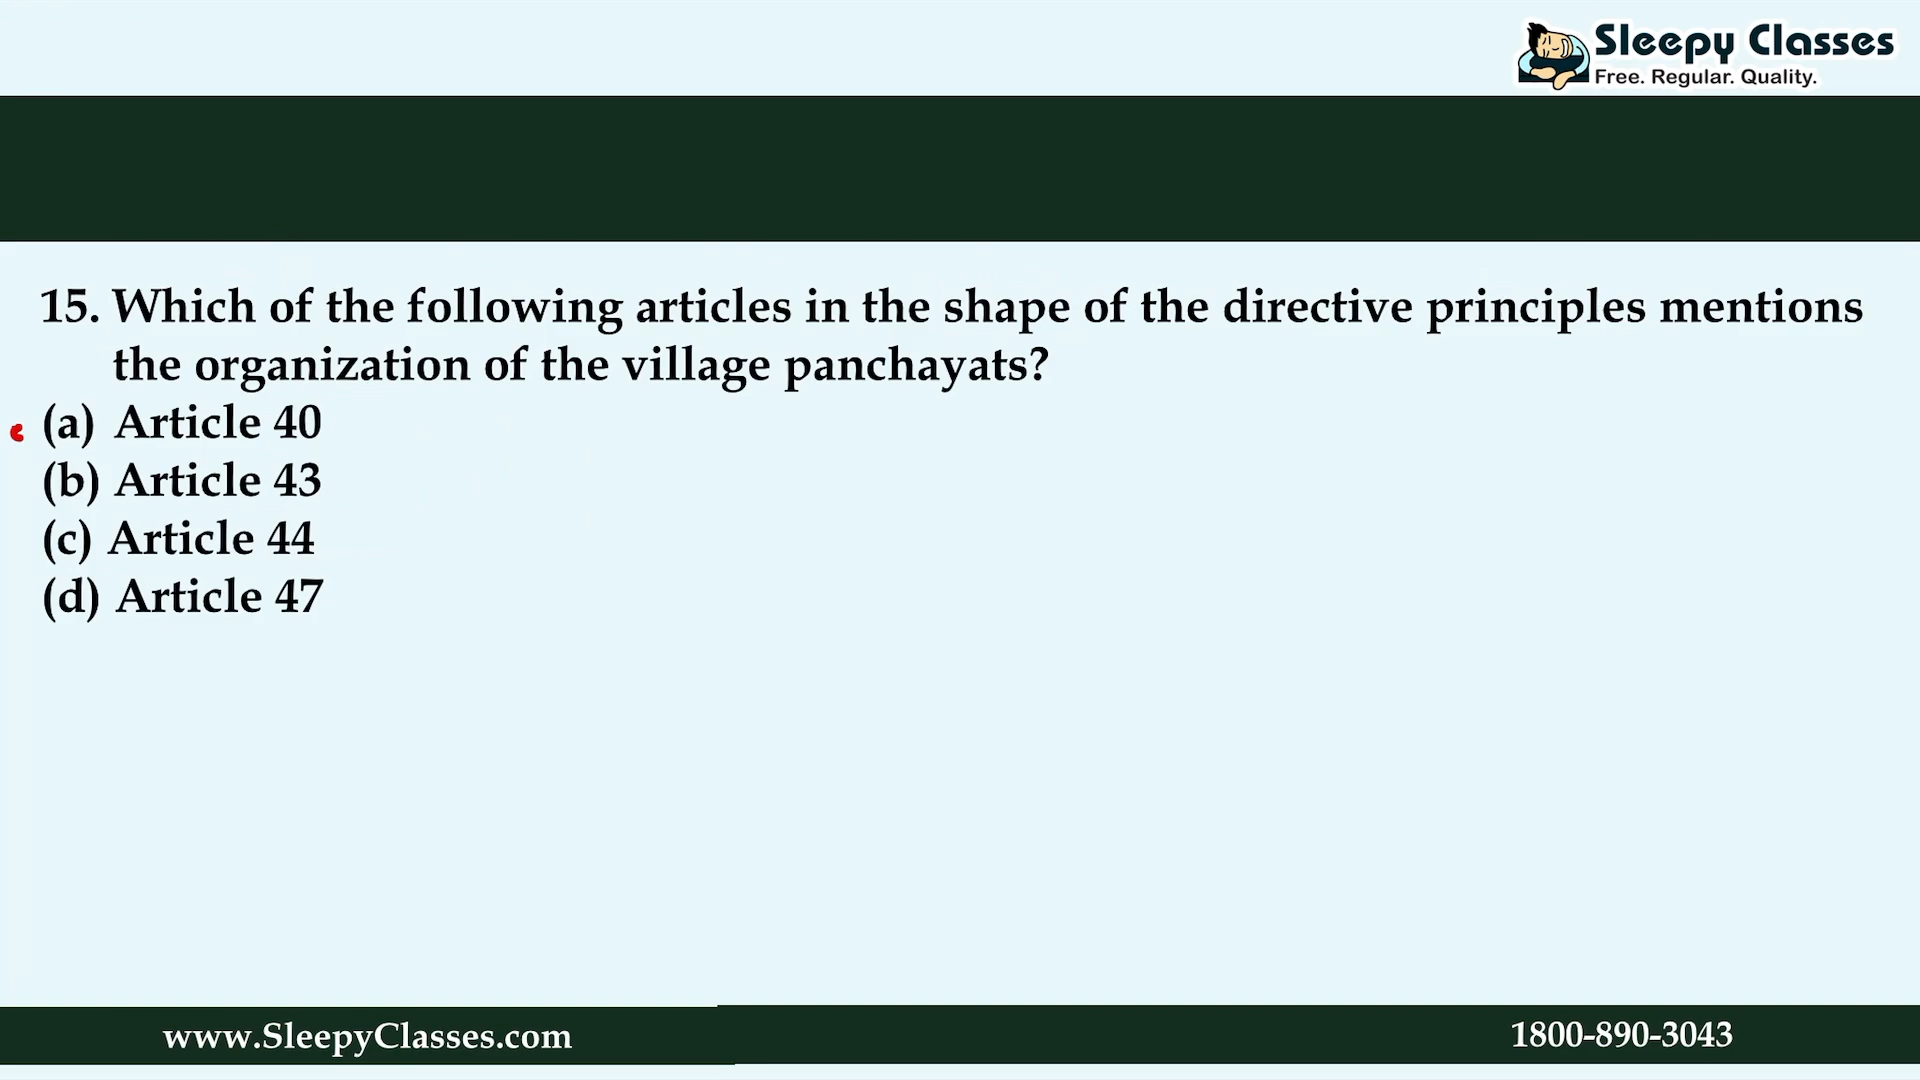 Sleepy Classes
Free. Regular. Quality.
15. Which of the following articles in the shape of the directive principles mentions
the organization of the village panchayats?
(a) Article 40
(b) Article 43
(c) Article 44
(d) Article 47
www.SleepyClasses.com
1800-890-3043